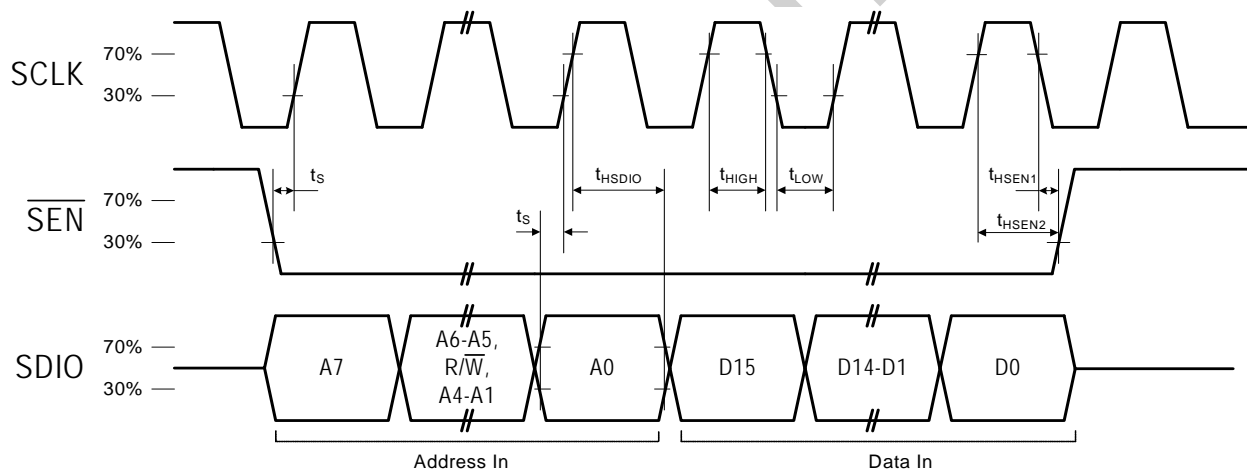 SCLK
70%
30%
SEN
70%
30%
tS
tS
tHSDIO
tHIGH
tLOW
tHSEN1
tHSEN2
SDIO
70%
30%
A7
A6-A5,
R/W,
A4-A1
A0
D15
D14-D1
D0
Address In
Data In